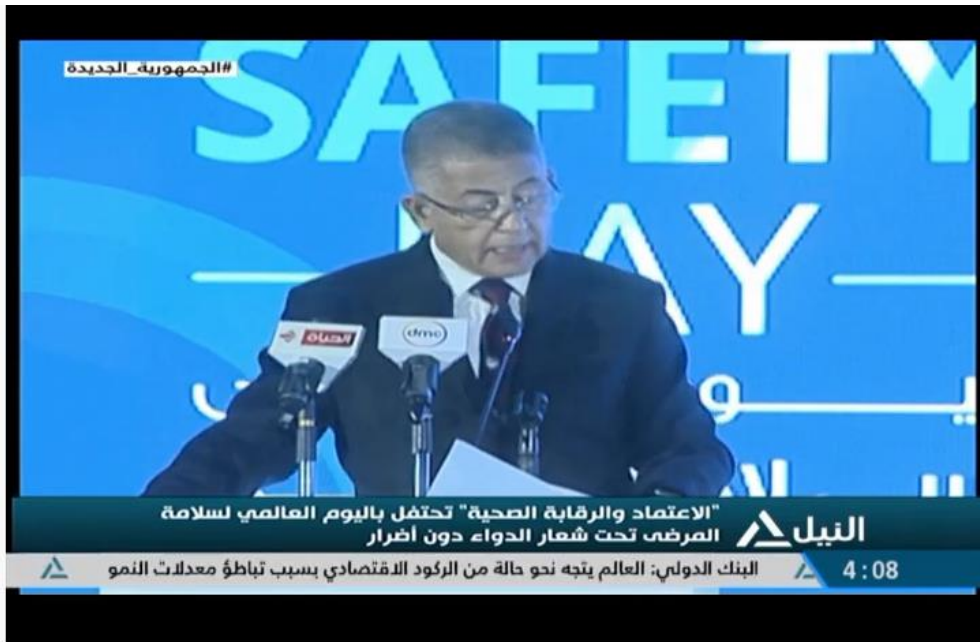 #الجمهورية_الجديدة
SAFETY
DAY
الحياة
dmc
"الاعتماد والرقابة الصحية" تحتفل باليوم العالمي لسلامة
المرضى تحت شعار الدواء دون أضرار
النيل
البنك الدولي: العالم يتجه نحو حالة من الركود الاقتصادي بسبب تباطؤ معدلات النمو
4:08